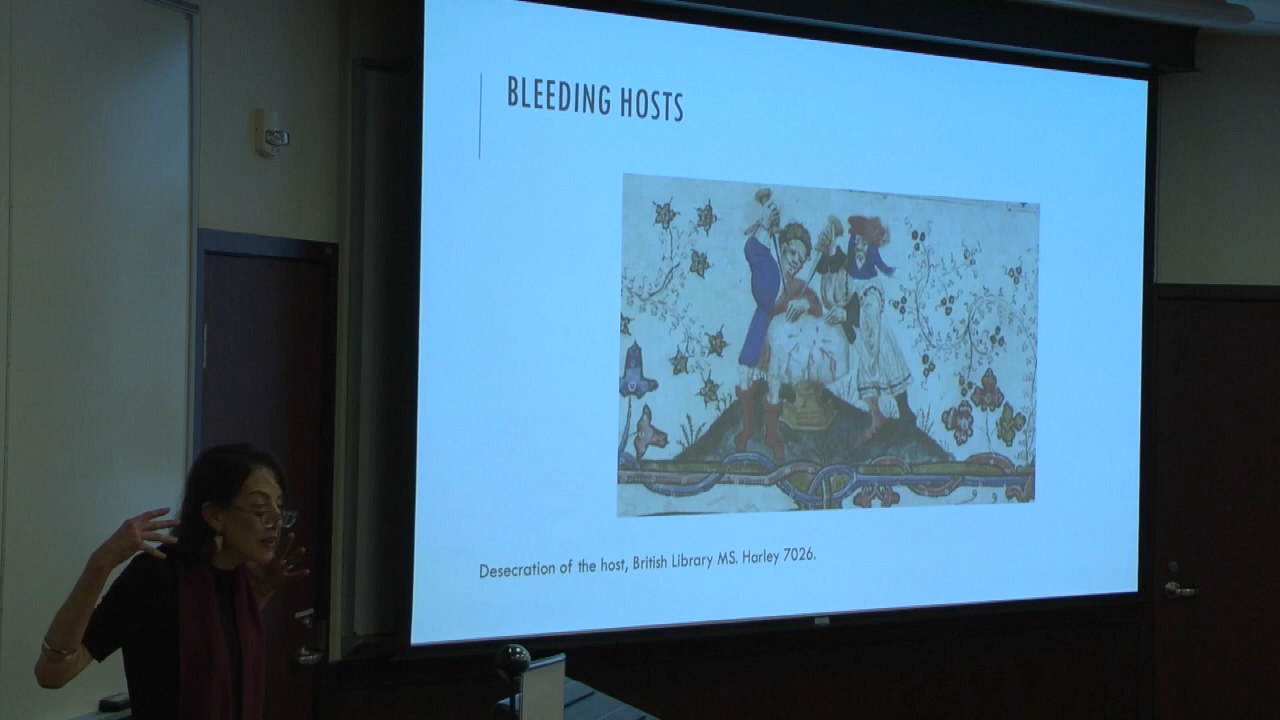 BLEEDING HOSTS
Desecration of the host, British Library MS. Harley 7026.